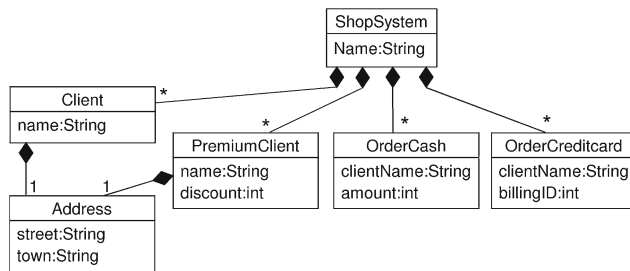 ShopSystem
Name:String
Client
name:String
*
*
*
*
PremiumClient
name:String
discount:int
OrderCash
clientName:String
amount:int
OrderCreditcard
clientName:String
billingID:int
1
1
Address
street:String
town:String